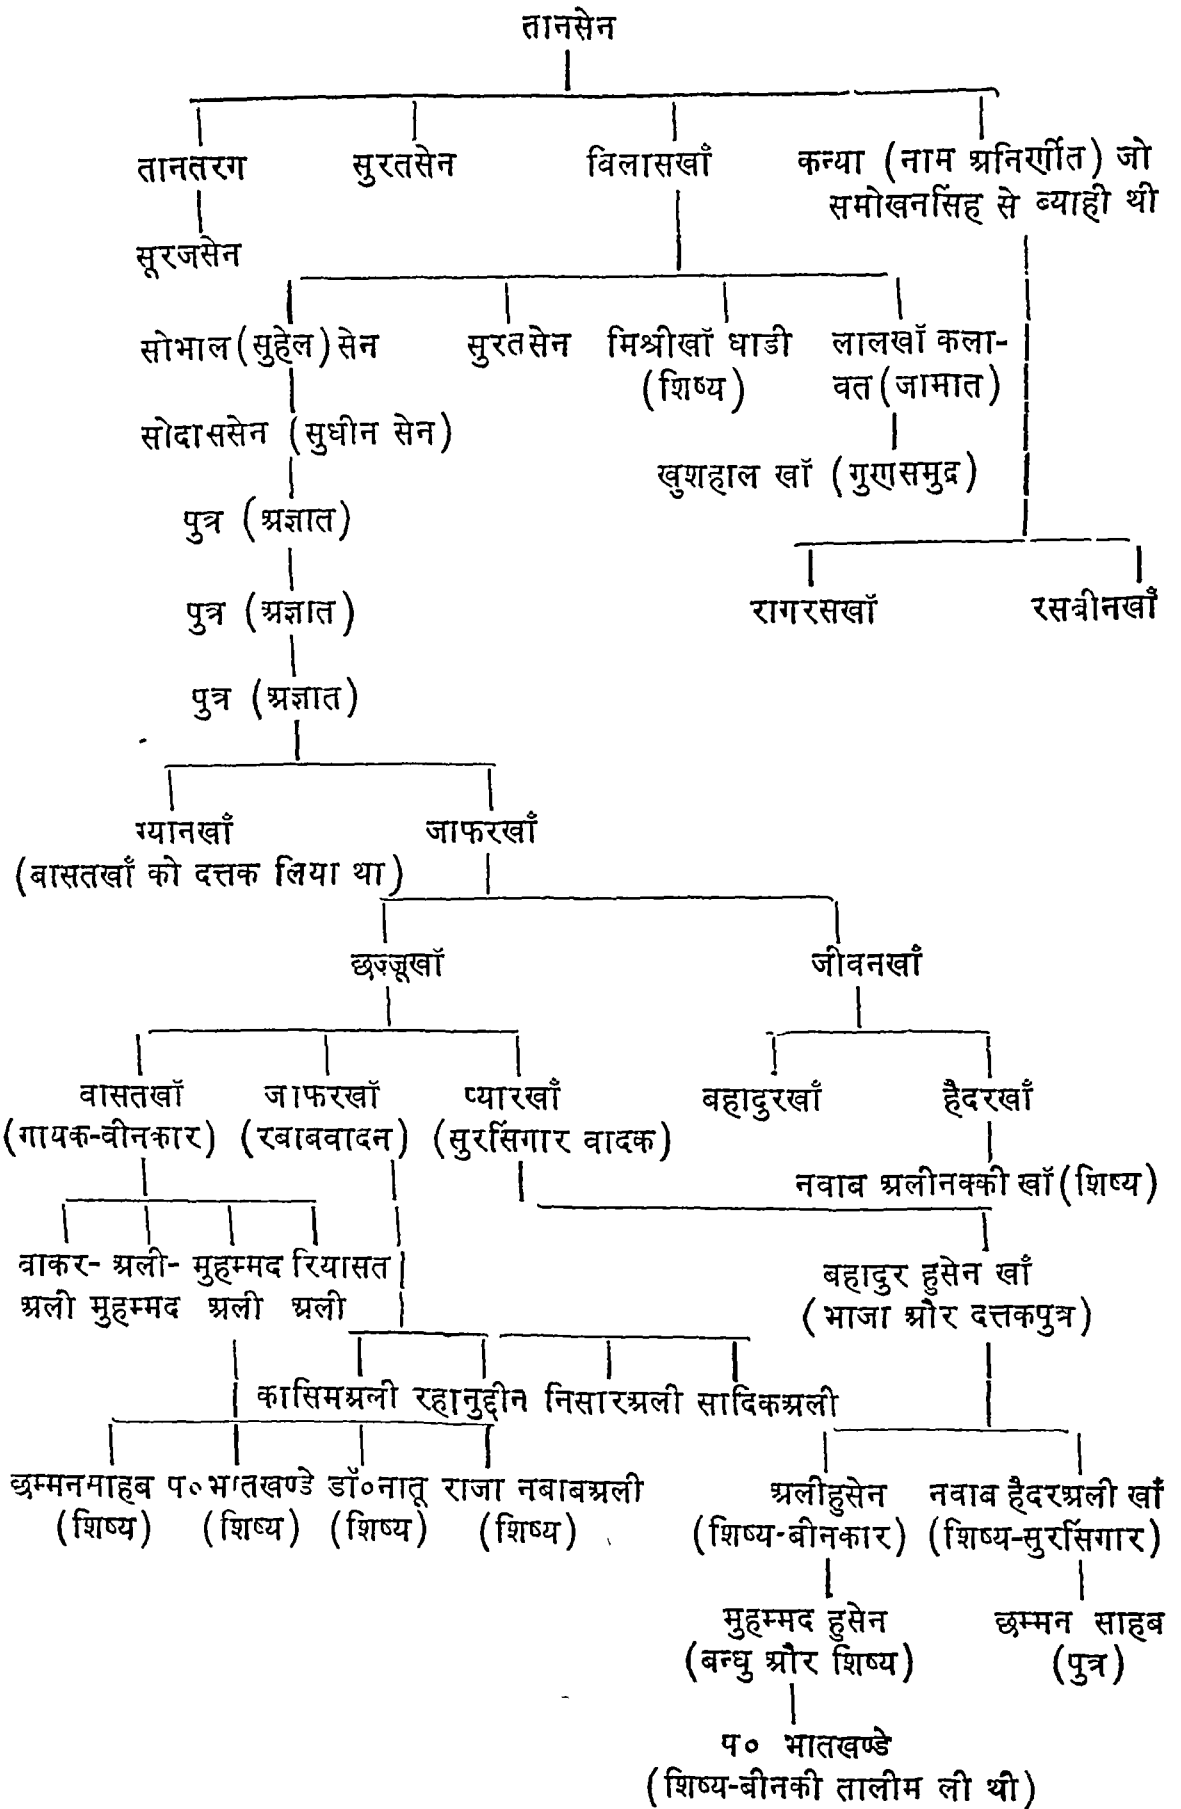 तानसेन
तानतरग सुरतसेन विलासखाँ कन्या (नाम अनिर्णीत) जो
समोखनसिंह से ब्याही थी
सूरजसेन
सोभाल (सुहेल) सेन सुरतसेन मिश्रीखॉ धाडी लालखॉ कला-
(शिष्य) वत (जामात)
सोदाससेन (सुधीन सेन)
खुशहाल खॉ (गुणसमुद्र)
पुत्र (अज्ञात)
पुत्र (अज्ञात) रागरसखॉ रसबीनखाँ
पुत्र (अज्ञात)
ग्यानखाँ जाफरखाँ
(बासतखाँ को दत्तक लिया था)
छज्जूखॉ जीवनखाँ
वासतखॉ जाफरखॉ प्यारखाँ बहादुरखाँ हैदरखाँ
(गायक-वीनकार) (रबाबवादन) (सुरसिंगार वादक)
नवाब अलीनक्की खॉ (शिष्य)
वाकर- अली- मुहम्मद रियासत
अली मुहम्मद अली अली
बहादुर हुसेन खाँ
(भाजा और दत्तकपुत्र)
कासिमअली रहानुद्दीन निसारअली सादिकअली
छम्मनसाहब प० भातखण्डे डॉ० नातू राजा नबाबअली
(शिष्य) (शिष्य) (शिष्य) (शिष्य)
अलीहुसेन नवाब हैदरअली खाँ
(शिष्य-बीनकार) (शिष्य-सुरसिंगार)
मुहम्मद हुसेन छम्मन साहब
(बन्धु और शिष्य) (पुत्र)
प० भातखण्डे
(शिष्य-बीनकी तालीम ली थी)